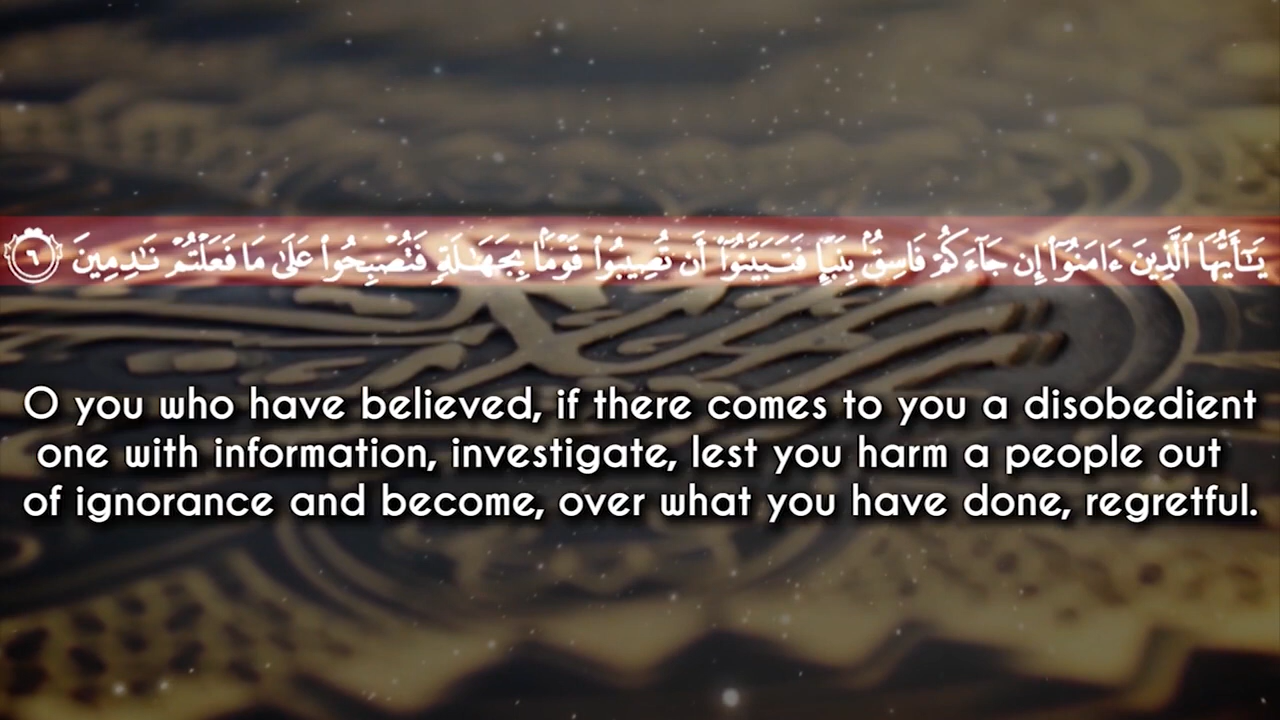 يَـٰٓأَيُّهَا ٱلَّذِينَ ءَامَنُوٓا۟ إِن جَآءَكُمْ فَاسِقٌۢ بِنَبَإٍ فَتَبَيَّنُوٓا۟ أَن تُصِيبُوا۟ قَوْمًۢا بِجَهَـٰلَةٍ فَتُصْبِحُوا۟ عَلَىٰ مَا فَعَلْتُمْ نَـٰدِمِينَ ٦
O you who have believed, if there comes to you a disobedient
one with information, investigate, lest you harm a people out
of ignorance and become, over what you have done, regretful.